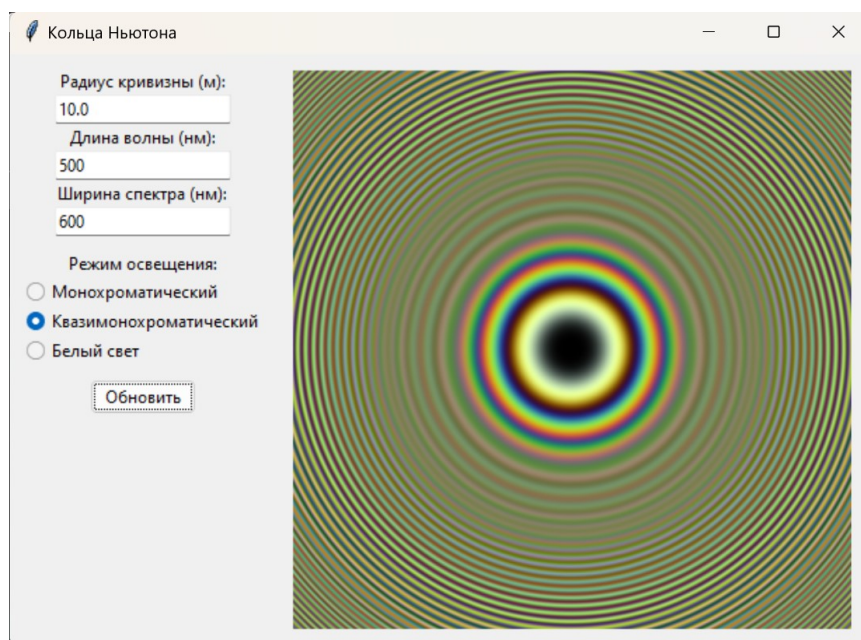 Кольца Ньютона
Радиус кривизны (м):
10.0
Длина волны (нм):
500
Ширина спектра (нм):
600
Режим освещения:
Монохроматический
Квазимонохроматический
Белый свет
Обновить